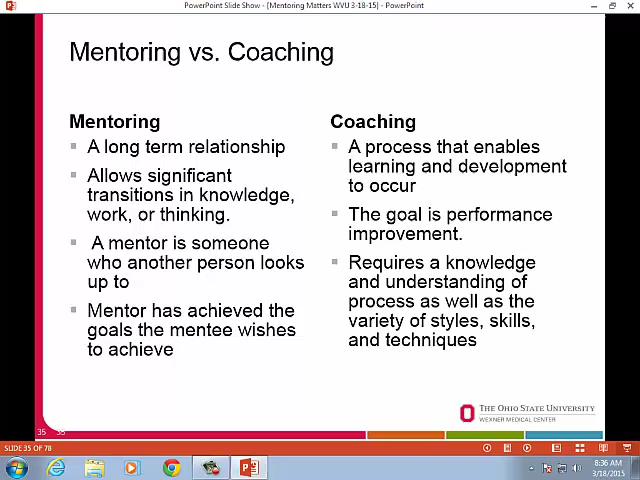 PowerPoint Slide Show - [Mentoring Matters WVU 3-18-15] - PowerPoint
Mentoring vs. Coaching
Mentoring
A long term relationship
Allows significant
transitions in knowledge,
work, or thinking.
A mentor is someone
who another person looks
up to
Mentor has achieved the
goals the mentee wishes
to achieve
Coaching
A process that enables
learning and development
to occur
The goal is performance
improvement.
Requires a knowledge
and understanding of
process as well as the
variety of styles, skills,
and techniques
THE OHIO STATE UNIVERSITY
WEXNER MEDICAL CENTER
35 35
SLIDE 35 OF 78
8:36 AM
3/18/2015